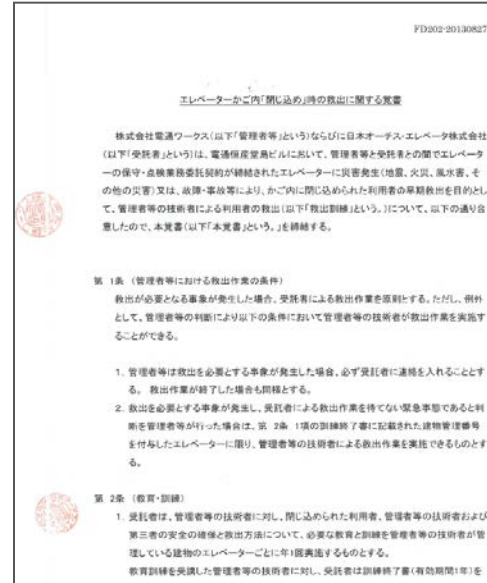 FD202-20130827
エレベーターかご内「閉じ込め」時の救出に関する覚書
株式会社電通ワークス(以下「管理者等」という)ならびに日本オーチス・エレベータ株式会社
(以下「受託者」という)は、電通恒産堂島ビルにおいて、管理者等と受託者との間でエレベータ
ーの保守・点検業務委託契約が締結されたエレベーターに災害発生(地震、火災、風水害、そ
の他の災害)又は、故障・事故等により、かご内に閉じ込められた利用者の早期救出を目的とし
て、管理者等の技術者による利用者の救出(以下「救出訓練」という。)について、以下の通り合
意したので、本覚書(以下「本覚書」という。」を締結する。
第 1条 (管理者等における救出作業の条件)
救出が必要となる事象が発生した場合、受託者による救出作業を原則とする。ただし、例外
として、管理者等の判断により以下の条件において管理者等の技術者が救出作業を実施す
ることができる。
1. 管理者等は救出を必要とする事象が発生した場合、必ず受託者に連絡を入れることとす
る。 救出作業が終了した場合も同様とする。
2. 救出を必要とする事象が発生し、受託者による救出作業を待てない緊急事態であると判
断を管理者等が行った場合は、第 2条 1項の訓練終了書に記載された建物管理番号
を付与したエレベーターに限り、管理者等の技術者による救出作業を実施できるものとす
る。
第 2条 (教育・訓練)
1. 受託者は、管理者等の技術者に対し、閉じ込められた利用者、管理者等の技術者および
第三者の安全の確保と救出方法について、必要な教育と訓練を管理者等の技術者が管
理している建物のエレベーターごとに年1回実施するものとする。
教育訓練を受講した管理者等の技術者に対し、受託者は訓練終了書(有効期間1年)を